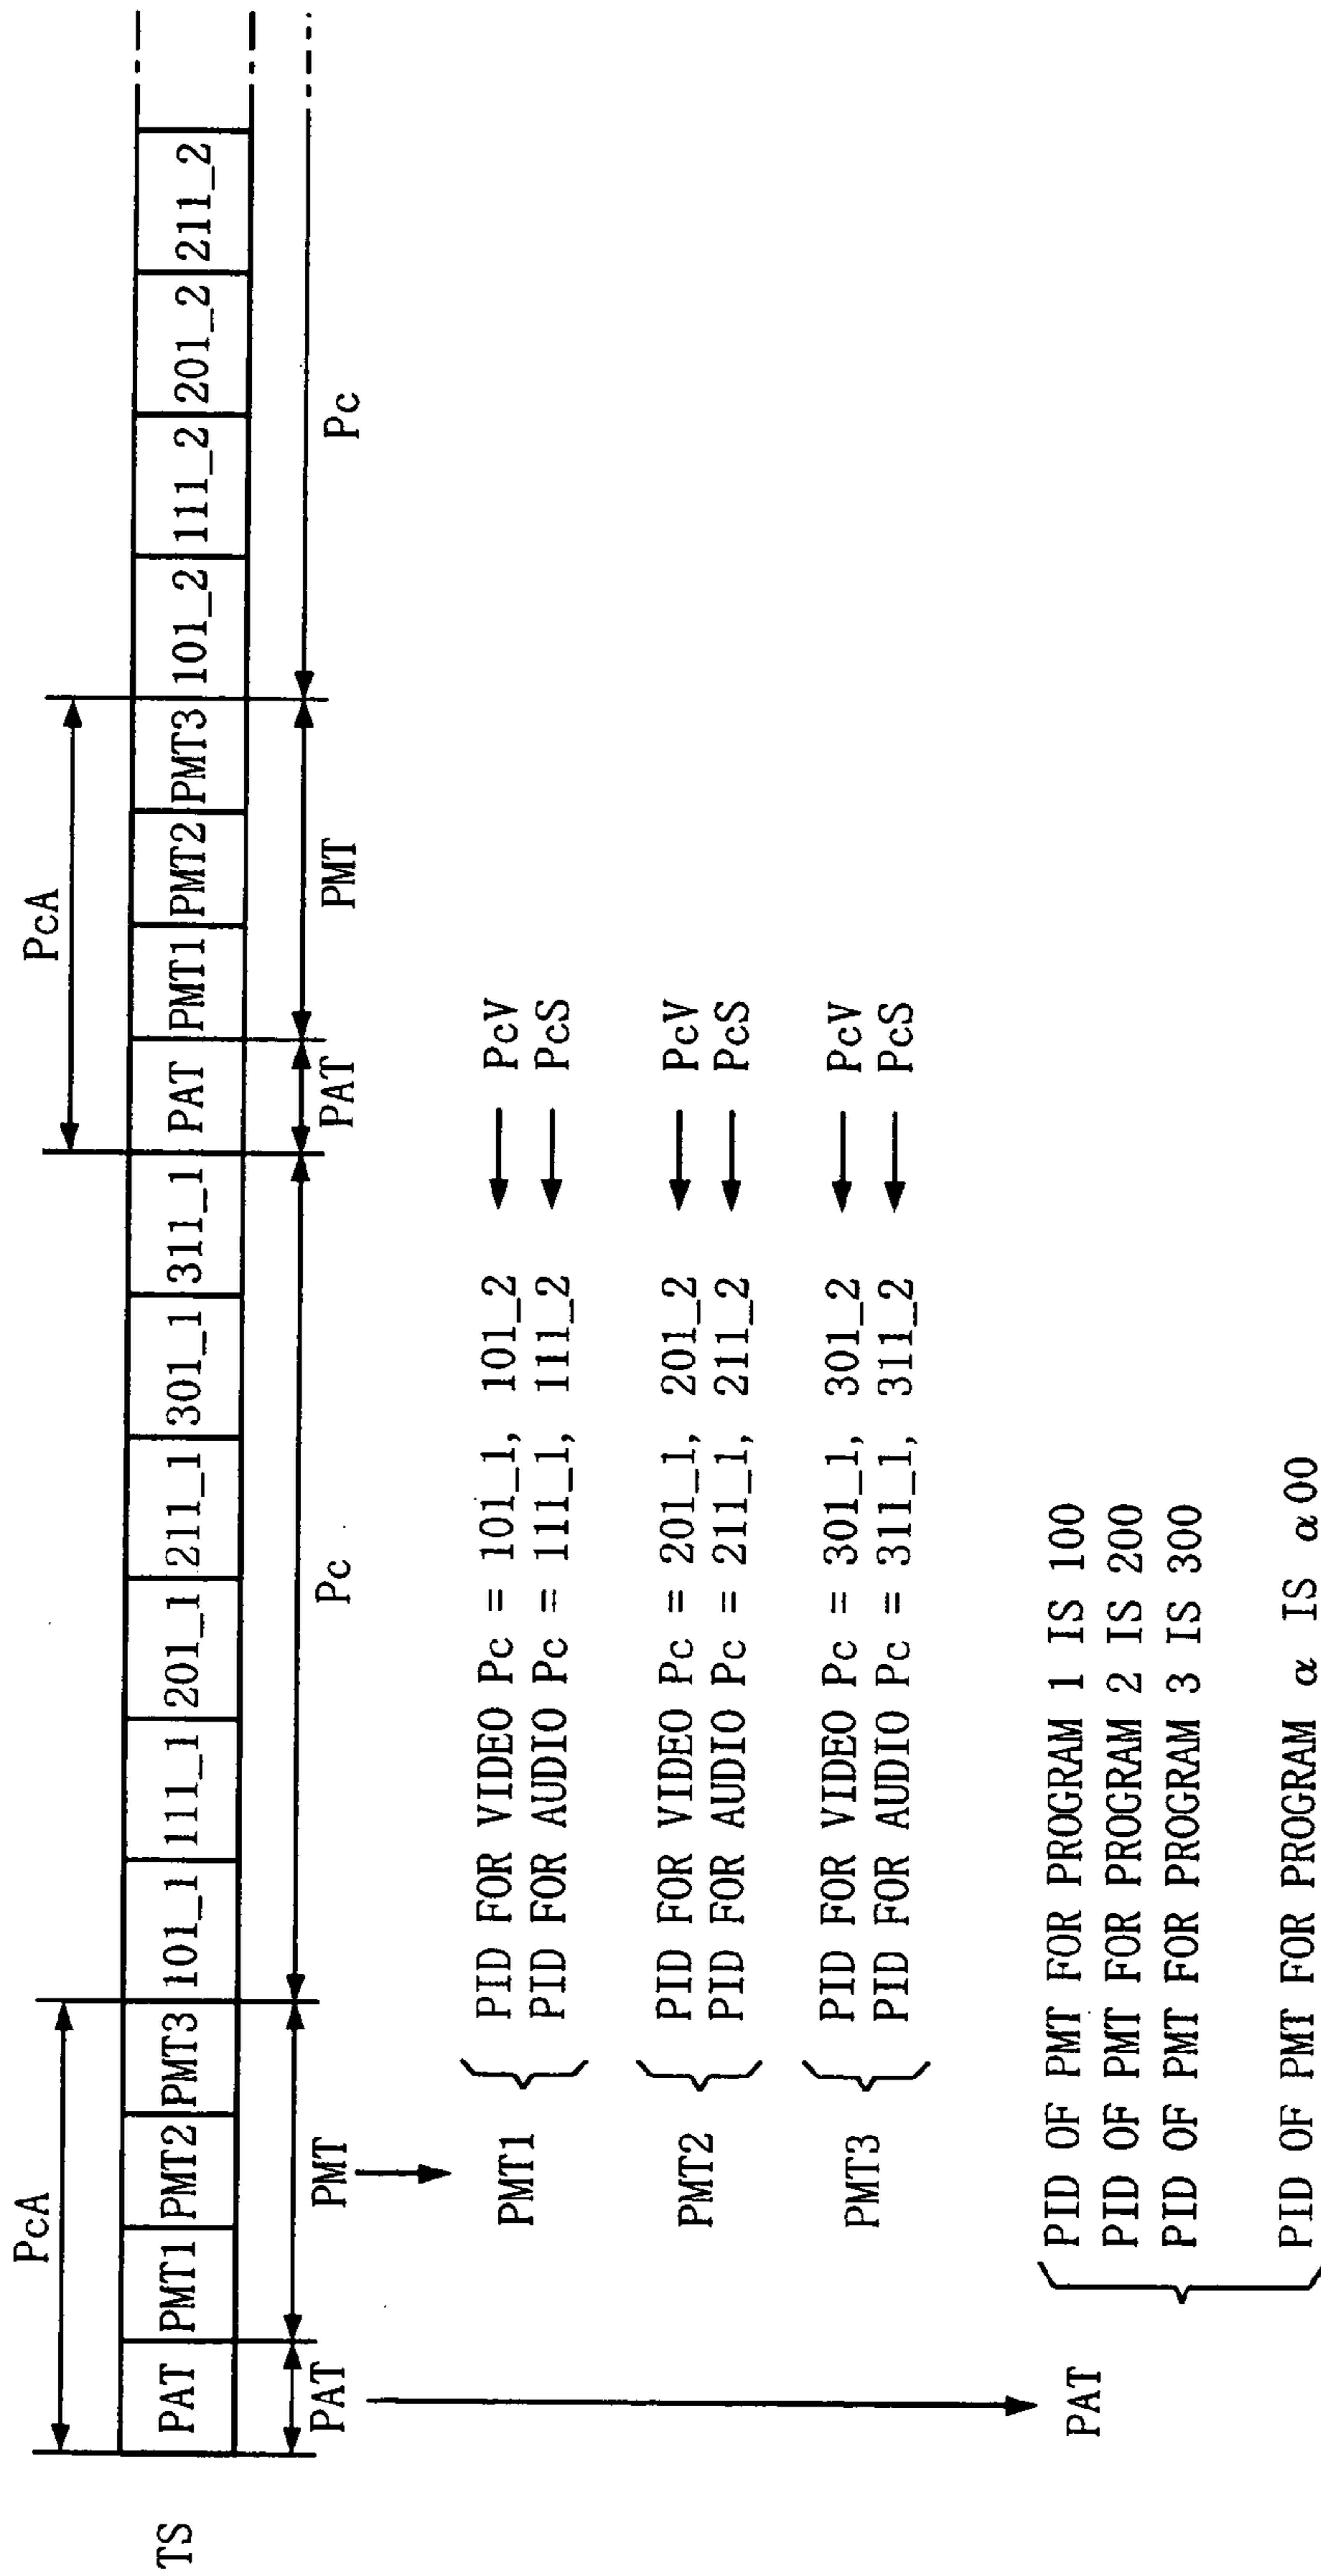 PcA PcA
TS PAT PMT1 PMT2 PMT3 101_1 111_1 201_1 211_1 301_1 311_1 PAT PMT1 PMT2 PMT3 101_2 111_2 201_2 211_2
PAT PMT Pc PAT PMT Pc
PMT1
PID FOR VIDEO Pc = 101_1, 101_2 PcV
PID FOR AUDIO Pc = 111_1, 111_2 PcS
PMT2
PID FOR VIDEO Pc = 201_1, 201_2 PcV
PID FOR AUDIO Pc = 211_1, 211_2 PcS
PMT3
PID FOR VIDEO Pc = 301_1, 301_2 PcV
PID FOR AUDIO Pc = 311_1, 311_2 PcS
PAT
PID OF PMT FOR PROGRAM 1 IS 100
PID OF PMT FOR PROGRAM 2 IS 200
PID OF PMT FOR PROGRAM 3 IS 300
PID OF PMT FOR PROGRAM α IS α00